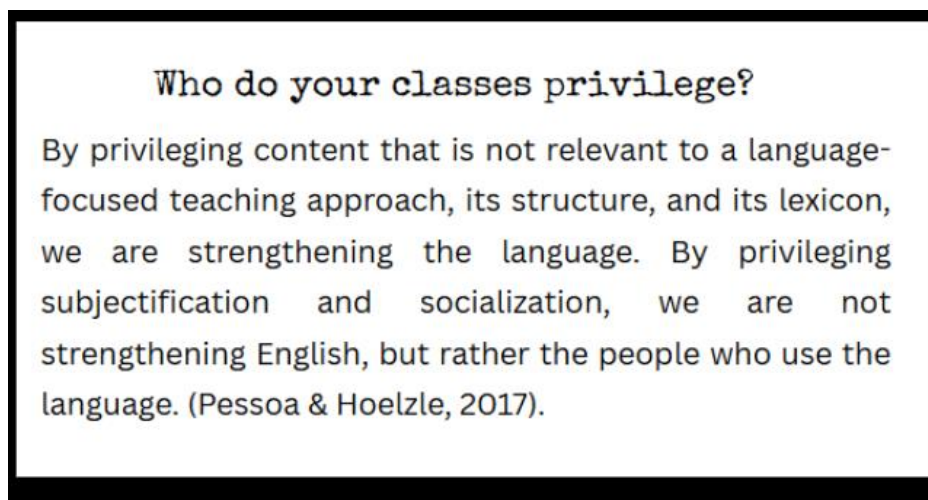 Who do your classes privilege?
By privileging content that is not relevant to a language-
focused teaching approach, its structure, and its lexicon,
we are strengthening the language. By privileging
subjectification and socialization, we are not
strengthening English, but rather the people who use the
language. (Pessoa & Hoelzle, 2017).